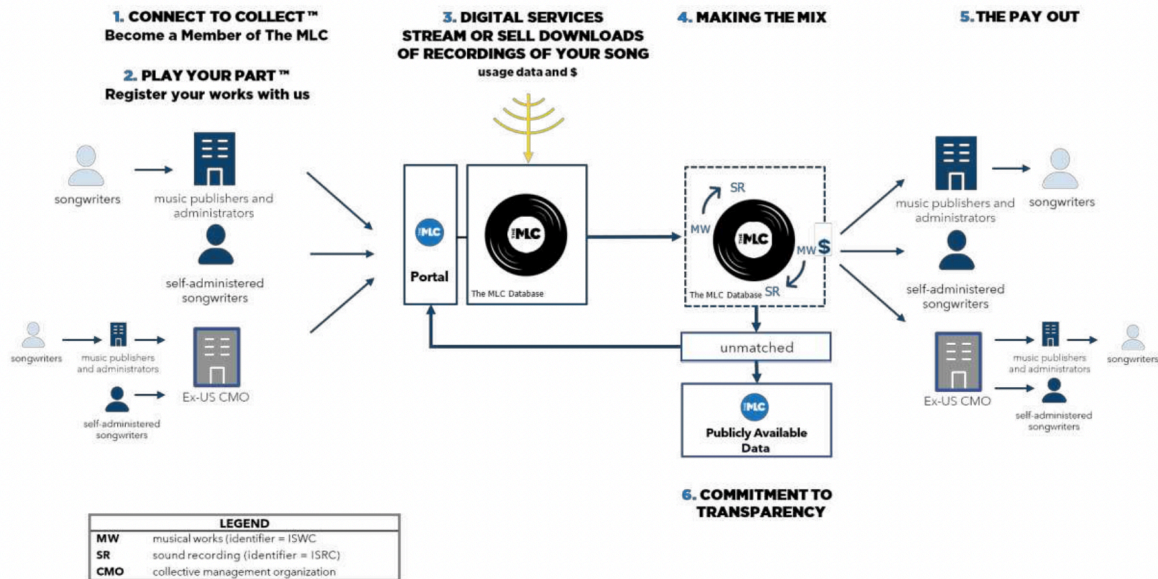 1. CONNECT TO COLLECT™
Become a Member of The MLC
2. PLAY YOUR PART™
Register your works with us
3. DIGITAL SERVICES
STREAM OR SELL DOWNLOADS
OF RECORDINGS OF YOUR SONG
usage data and $
4. MAKING THE MIX
5. THE PAY OUT
songwriters
music publishers and
administrators
self-administered
songwriters
songwriters
music publishers
and administrators
self-administered
songwriters
Ex-US CMO
THE MLC
Portal
THE MLC
The MLC Database
SR
MW
THE MLC
MW
$
The MLC Database
SR
unmatched
THE MLC
Publicly Available
Data
6. COMMITMENT TO
TRANSPARENCY
music publishers and
administrators
songwriters
self-administered
songwriters
Ex-US CMO
music publishers
and administrators
songwriters
self-administered
songwriters
LEGEND
MW musical works (identifier = ISWC
SR sound recording (identifier = ISRC)
CMO collective management organization